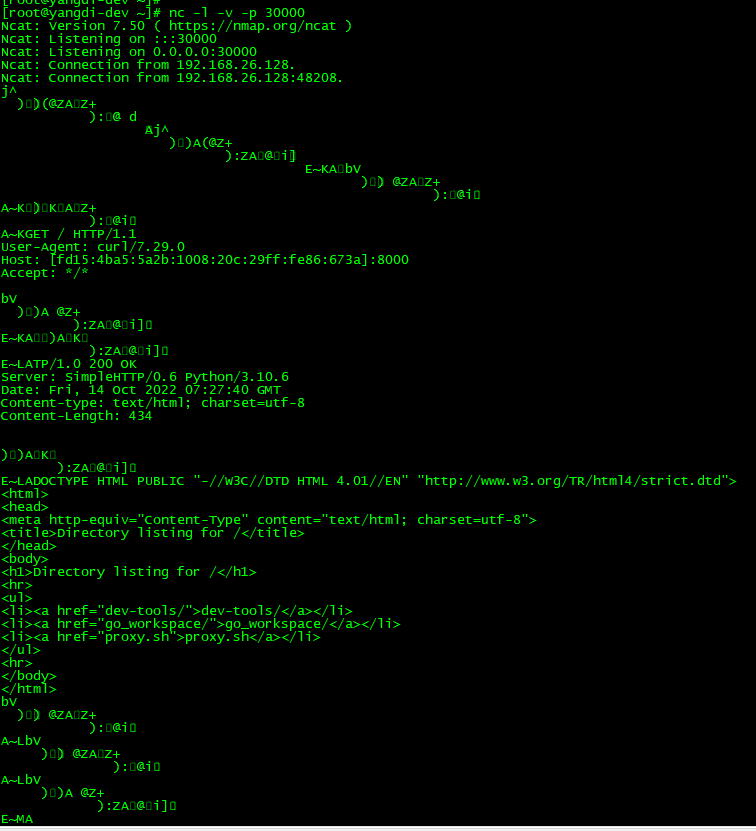 [root@yangdi-dev ~]#
[root@yangdi-dev ~]# nc -l -v -p 30000
Ncat: Version 7.50 ( https://nmap.org/ncat )
Ncat: Listening on :::30000
Ncat: Listening on 0.0.0.0:30000
Ncat: Connection from 192.168.26.128.
Ncat: Connection from 192.168.26.128:48208.
j^
)▯)(@ZA▯Z+
):▯@ d
Aj^
)▯)A(@Z+
):ZA▯@▯i]
E~KA▯bV
)▯) @ZA▯Z+
):▯@i▯
A~K▯)▯K▯A▯Z+
):▯@i▯
A~KGET / HTTP/1.1
User-Agent: curl/7.29.0
Host: [fd15:4ba5:5a2b:1008:20c:29ff:fe86:673a]:8000
Accept: */*
bV
)▯)A @Z+
):ZA▯@▯i]▯
E~KA▯▯)A▯K▯
):ZA▯@▯i]▯
E~LATP/1.0 200 OK
Server: SimpleHTTP/0.6 Python/3.10.6
Date: Fri, 14 Oct 2022 07:27:40 GMT
Content-type: text/html; charset=utf-8
Content-Length: 434
)▯)A▯K▯
):ZA▯@▯i]▯
E~LADOCTYPE HTML PUBLIC "-//W3C//DTD HTML 4.01//EN" "http://www.w3.org/TR/html4/strict.dtd">
<html>
<head>
<meta http-equiv="Content-Type" content="text/html; charset=utf-8">
<title>Directory listing for /</title>
</head>
<body>
<h1>Directory listing for /</h1>
<hr>
<ul>
<li><a href="dev-tools/">dev-tools/</a></li>
<li><a href="go_workspace/">go_workspace/</a></li>
<li><a href="proxy.sh">proxy.sh</a></li>
</ul>
<hr>
</body>
</html>
bV
)▯) @ZA▯Z+
):▯@i▯
A~LbV
)▯) @ZA▯Z+
):▯@i▯
A~LbV
)▯)A @Z+
):ZA▯@▯i]▯
E~MA